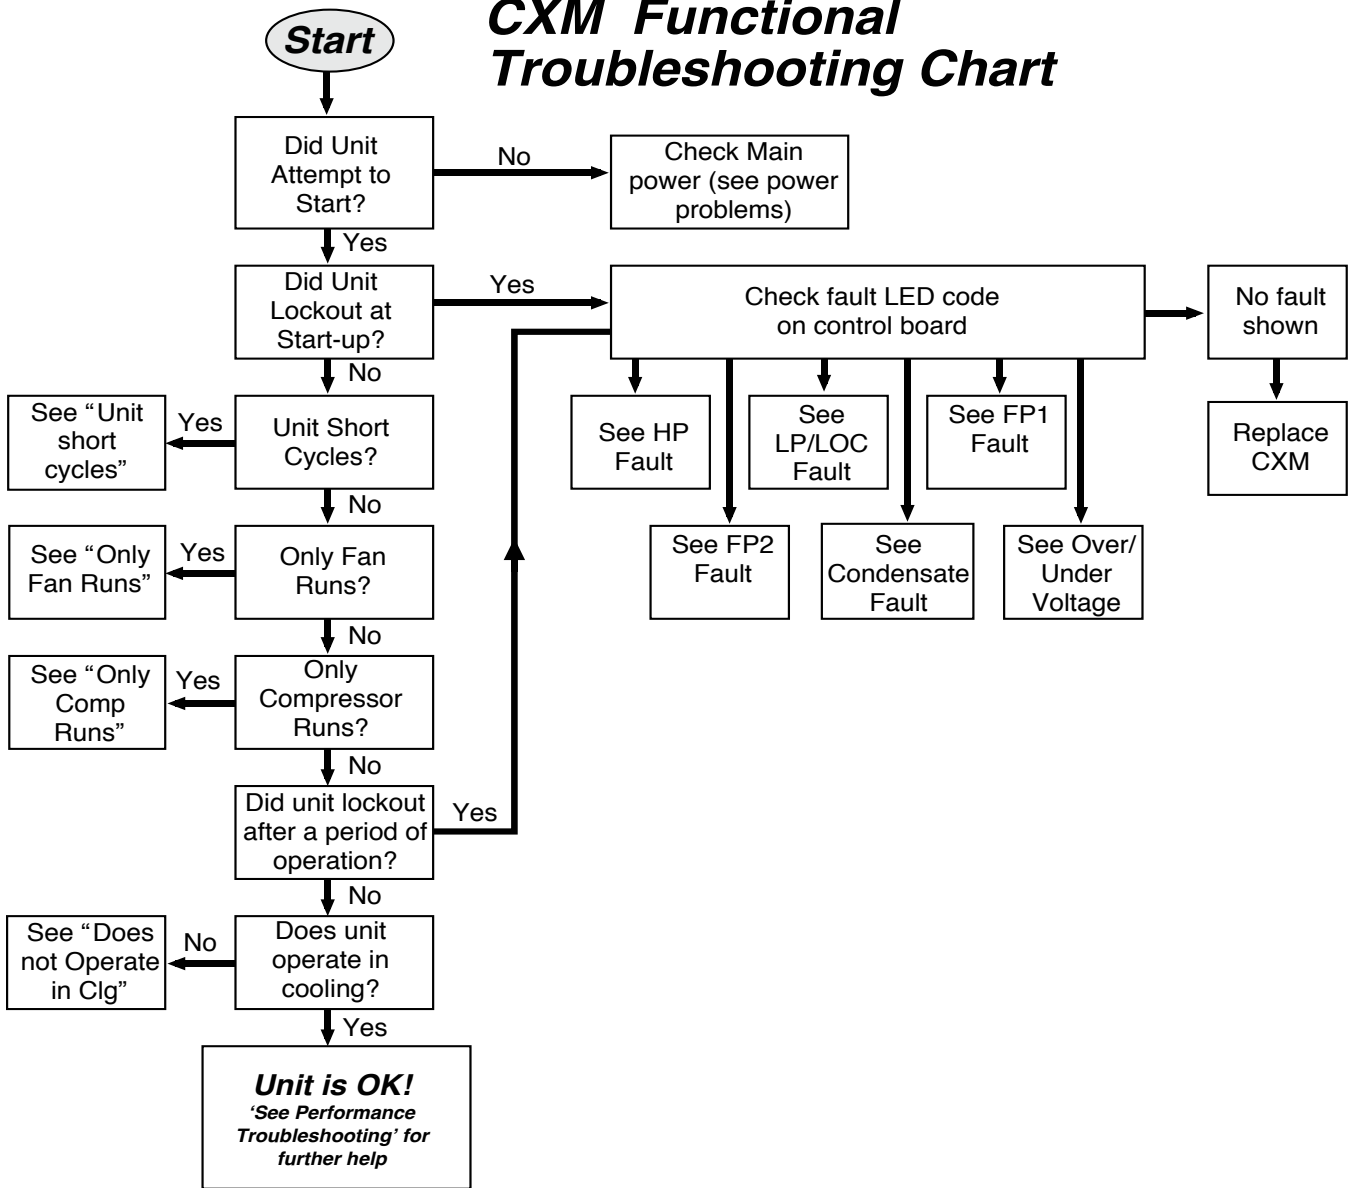 CXM Functional
Troubleshooting Chart
Start
Did Unit
Attempt to
Start?
No
Check Main
power (see power
problems)
Yes
Did Unit
Lockout at
Start-up?
Yes
Check fault LED code
on control board
No fault
shown
No
See “Unit
short
cycles”
Yes
Unit Short
Cycles?
See HP
Fault
See
LP/LOC
Fault
See FP1
Fault
Replace
CXM
No
See “Only
Fan Runs”
Yes
Only Fan
Runs?
See FP2
Fault
See
Condensate
Fault
See Over/
Under
Voltage
No
See “Only
Comp
Runs”
Yes
Only
Compressor
Runs?
No
Did unit lockout
after a period of
operation?
Yes
No
See “Does
not Operate
in Clg”
No
Does unit
operate in
cooling?
Yes
Unit is OK!
‘See Performance
Troubleshooting’ for
further help